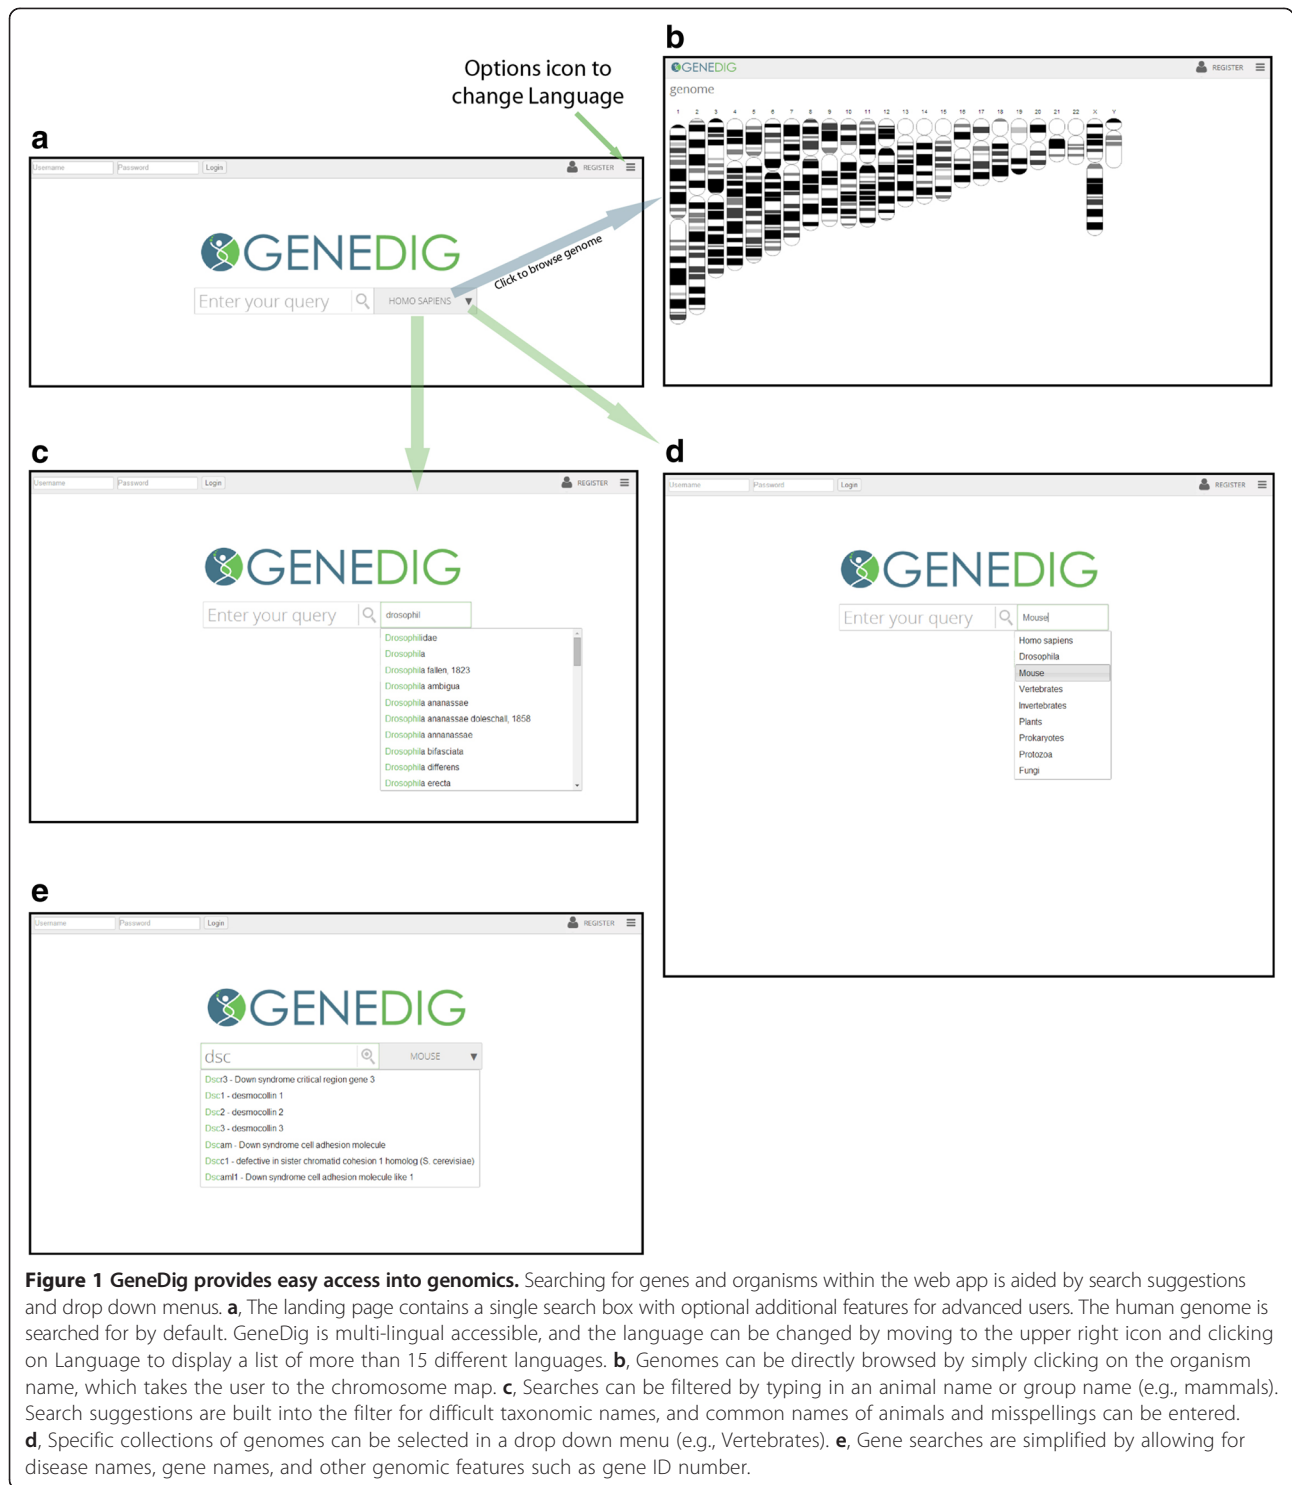 Options icon to
change Language
a
Username Password Login REGISTER
GENEDIG
Enter your query HOMO SAPIENS
Click to browse genome
b
GENEDIG REGISTER
genome
1 2 3 4 5 6 7 8 9 10 11 12 13 14 15 16 17 18 19 20 21 22 X Y
c
Username Password Login REGISTER
GENEDIG
Enter your query drosophil
Drosophilidae
Drosophila
Drosophila fallen, 1823
Drosophila ambigua
Drosophila ananassae
Drosophila ananassae doleschall, 1858
Drosophila annanassae
Drosophila bifasciata
Drosophila differens
Drosophila erecta
d
Username Password Login REGISTER
GENEDIG
Enter your query Mouse
Homo sapiens
Drosophila
Mouse
Vertebrates
Invertebrates
Plants
Prokaryotes
Protozoa
Fungi
e
Username Password Login REGISTER
GENEDIG
dsc MOUSE
Dscr3 - Down syndrome critical region gene 3
Dsc1 - desmocollin 1
Dsc2 - desmocollin 2
Dsc3 - desmocollin 3
Dscam - Down syndrome cell adhesion molecule
Dscc1 - defective in sister chromatid cohesion 1 homolog (S. cerevisiae)
Dscaml1 - Down syndrome cell adhesion molecule like 1
Figure 1 GeneDig provides easy access into genomics. Searching for genes and organisms within the web app is aided by search suggestions
and drop down menus. a, The landing page contains a single search box with optional additional features for advanced users. The human genome is
searched for by default. GeneDig is multi-lingual accessible, and the language can be changed by moving to the upper right icon and clicking
on Language to display a list of more than 15 different languages. b, Genomes can be directly browsed by simply clicking on the organism
name, which takes the user to the chromosome map. c, Searches can be filtered by typing in an animal name or group name (e.g., mammals).
Search suggestions are built into the filter for difficult taxonomic names, and common names of animals and misspellings can be entered.
d, Specific collections of genomes can be selected in a drop down menu (e.g., Vertebrates). e, Gene searches are simplified by allowing for
disease names, gene names, and other genomic features such as gene ID number.